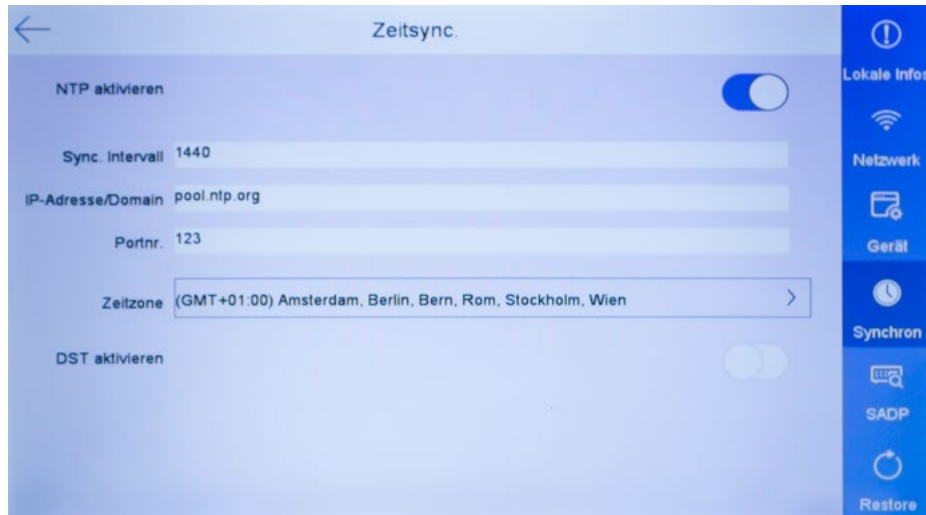 Zeitsync.
NTP aktivieren
Sync. Intervall 1440
IP-Adresse/Domain pool.ntp.org
Portnr. 123
Zeitzone (GMT+01:00) Amsterdam, Berlin, Bern, Rom, Stockholm, Wien
DST aktivieren
Lokale Infos
Netzwerk
Gerät
Synchron
SADP
Restore